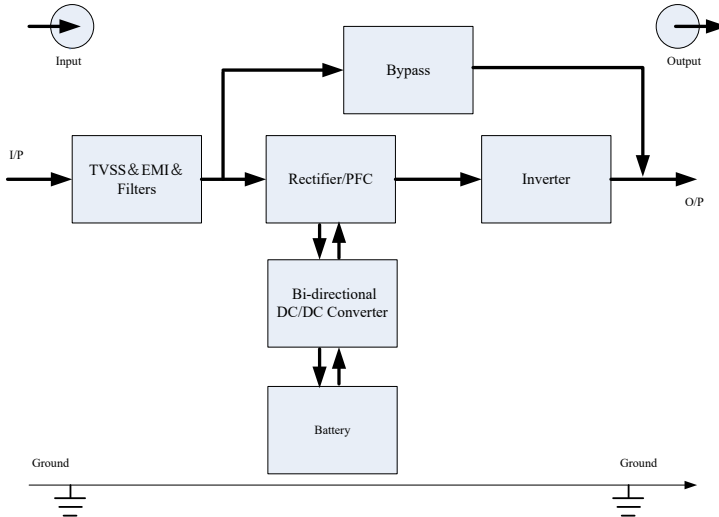 Input
Output
Bypass
I/P
TVSS＆EMI＆
Filters
Rectifier/PFC
Inverter
O/P
Bi-directional
DC/DC Converter
Battery
Ground
Ground